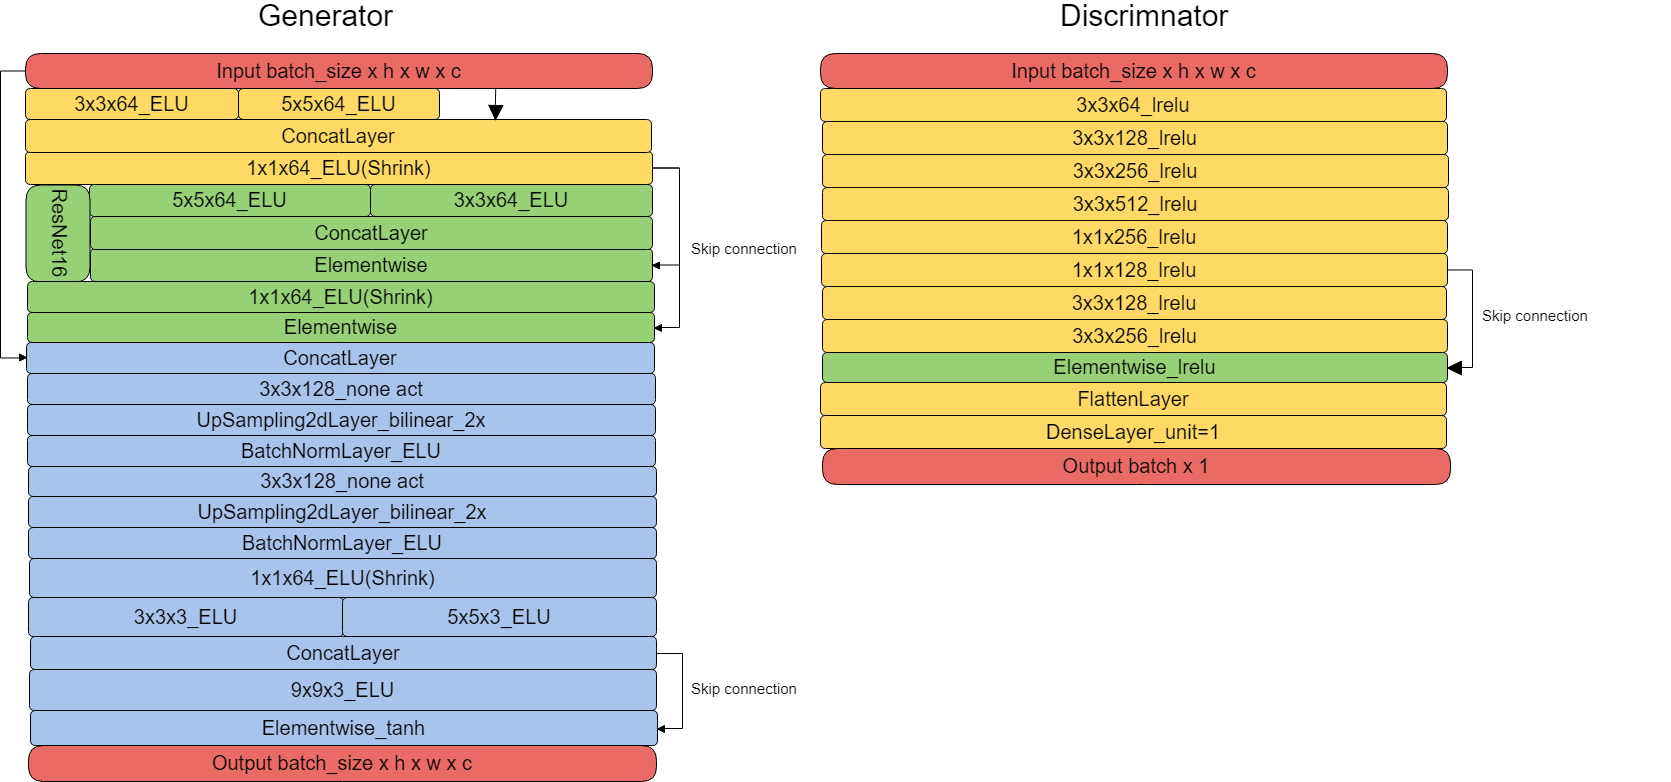 Generator
Input batch_size x h x w x c
3x3x64_ELU
5x5x64_ELU
ConcatLayer
1x1x64_ELU(Shrink)
ResNet16
5x5x64_ELU
3x3x64_ELU
ConcatLayer
Elementwise
Skip connection
1x1x64_ELU(Shrink)
Elementwise
ConcatLayer
3x3x128_none act
UpSampling2dLayer_bilinear_2x
BatchNormLayer_ELU
3x3x128_none act
UpSampling2dLayer_bilinear_2x
BatchNormLayer_ELU
1x1x64_ELU(Shrink)
3x3x3_ELU
5x5x3_ELU
ConcatLayer
9x9x3_ELU
Skip connection
Elementwise_tanh
Output batch_size x h x w x c
Discrimnator
Input batch_size x h x w x c
3x3x64_lrelu
3x3x128_lrelu
3x3x256_lrelu
3x3x512_lrelu
1x1x256_lrelu
1x1x128_lrelu
3x3x128_lrelu
Skip connection
3x3x256_lrelu
Elementwise_lrelu
FlattenLayer
DenseLayer_unit=1
Output batch x 1